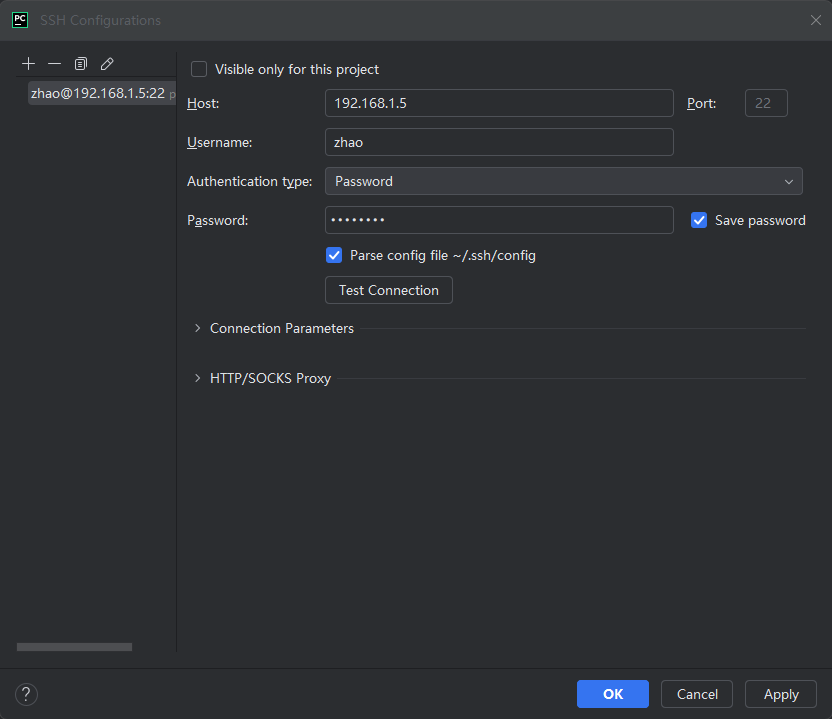 PC SSH Configurations
Visible only for this project
zhao@192.168.1.5:22 p
Host: 192.168.1.5 Port: 22
Username: zhao
Authentication type: Password
Password: •••••••• Save password
Parse config file ~/.ssh/config
Test Connection
Connection Parameters
HTTP/SOCKS Proxy
? OK Cancel Apply